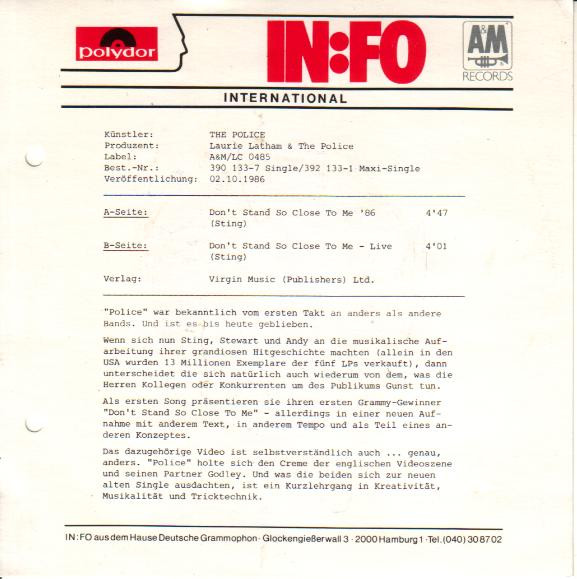 polydor
IN:FO
A&M
RECORDS
INTERNATIONAL
Künstler: THE POLICE
Produzent: Laurie Latham & The Police
Label: A&M/LC 0485
Best.-Nr.: 390 133-7 Single/392 133-1 Maxi-Single
Veröffentlichung: 02.10.1986
A-Seite: Don't Stand So Close To Me '86 4'47
(Sting)
B-Seite: Don't Stand So Close To Me - Live 4'01
(Sting)
Verlag: Virgin Music (Publishers) Ltd.
"Police" war bekanntlich vom ersten Takt an anders als andere
Bands. Und ist es bis heute geblieben.
Wenn sich nun Sting, Stewart und Andy an die musikalische Auf-
arbeitung ihrer grandiosen Hitgeschichte machten (allein in den
USA wurden 13 Millionen Exemplare der fünf LPs verkauft), dann
unterscheidet die sich natürlich auch wiederum von dem, was die
Herren Kollegen oder Konkurrenten um des Publikums Gunst tun.
Als ersten Song präsentieren sie ihren ersten Grammy-Gewinner
"Don't Stand So Close To Me" - allerdings in einer neuen Auf-
nahme mit anderem Text, in anderem Tempo und als Teil eines an-
deren Konzeptes.
Das dazugehörige Video ist selbstverständlich auch ... genau,
anders. "Police" holte sich den Creme der englischen Videoszene
und seinen Partner Godley. Und was die beiden sich zur neuen
alten Single ausdachten, ist ein Kurzlehrgang in Kreativität,
Musikalität und Tricktechnik.
IN:FO aus dem Hause Deutsche Grammophon · Glockengießerwall 3 · 2000 Hamburg 1 · Tel. (040) 30 87 02